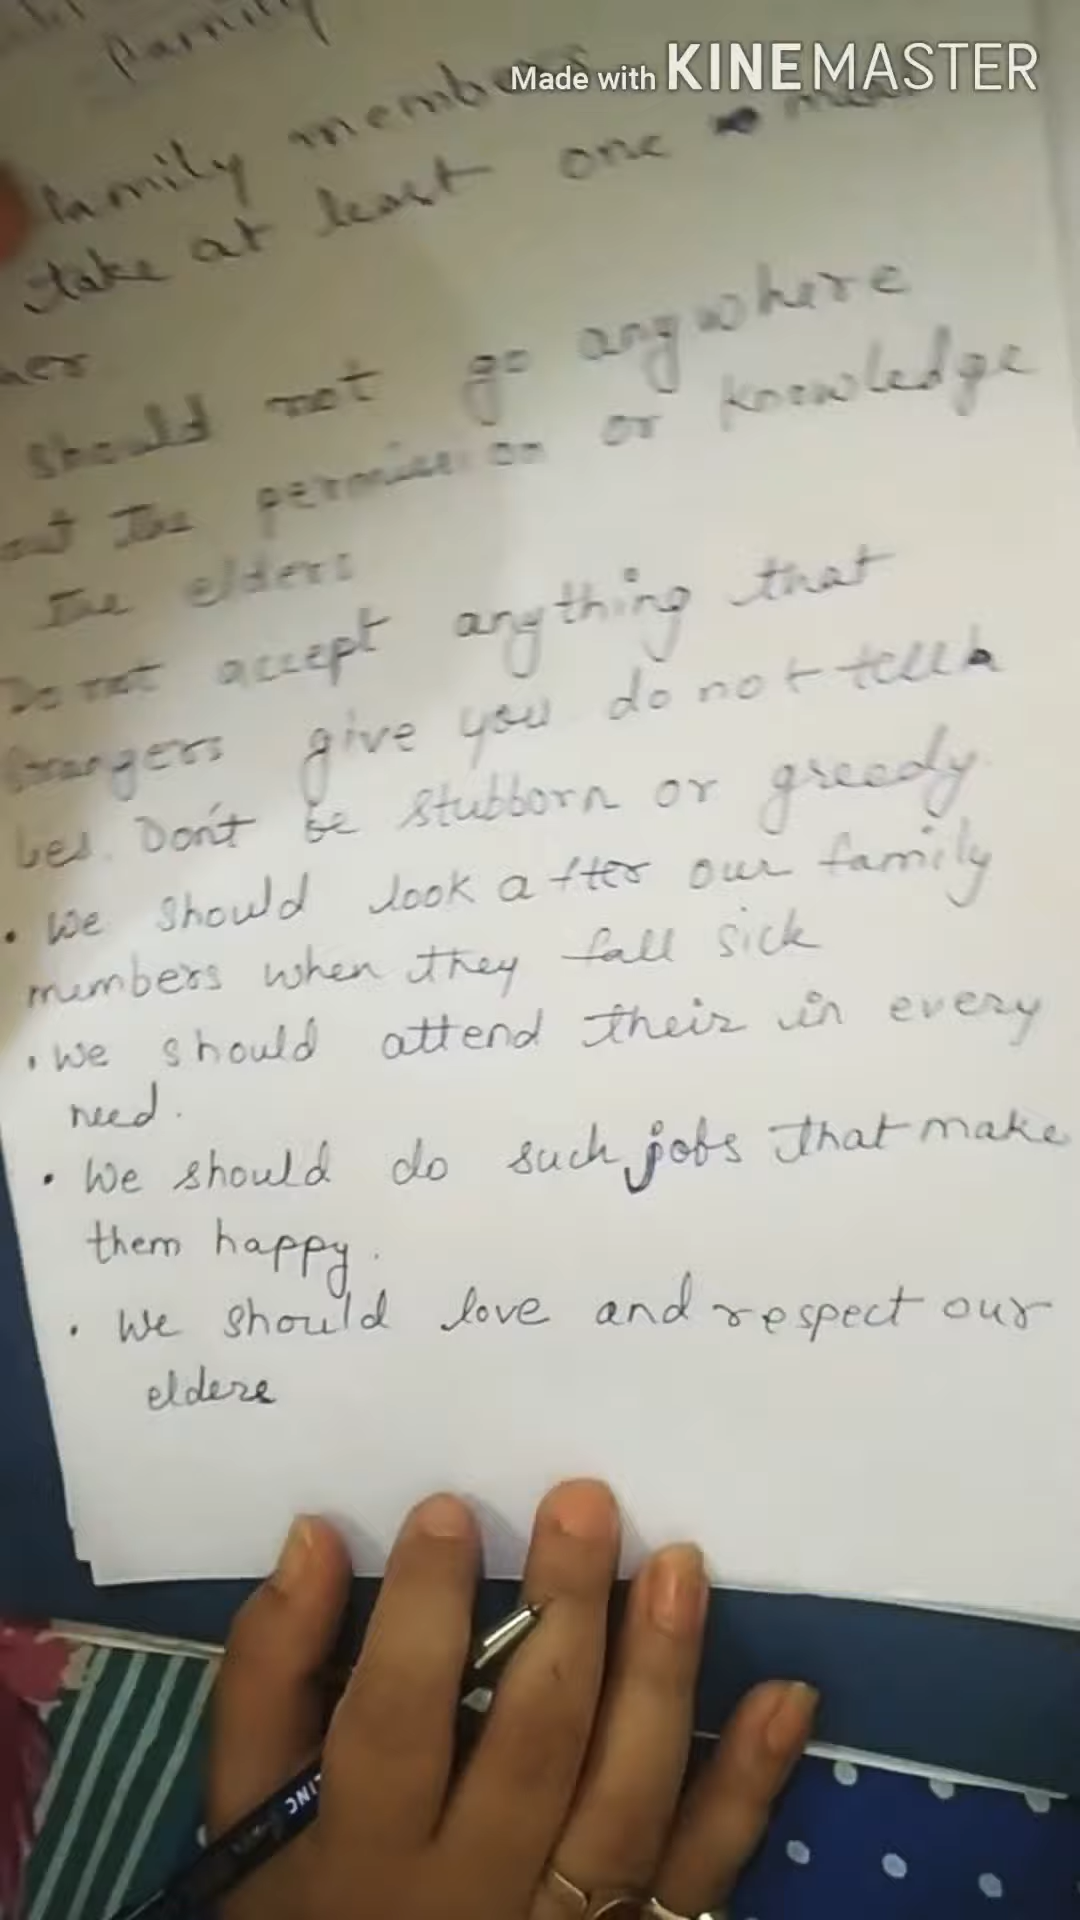 Made with KINEMASTER
family
family members
take at least one
should not go anywhere
out the permission or knowledge
The elders
Do not accept anything that
trangers give you do not tell
lies. Don't be stubborn or greedy.
• We should look after our family
members when they fall sick
• We should attend their in every
need.
• We should do such jobs that make
them happy.
• We should love and respect our
eldere
LINC